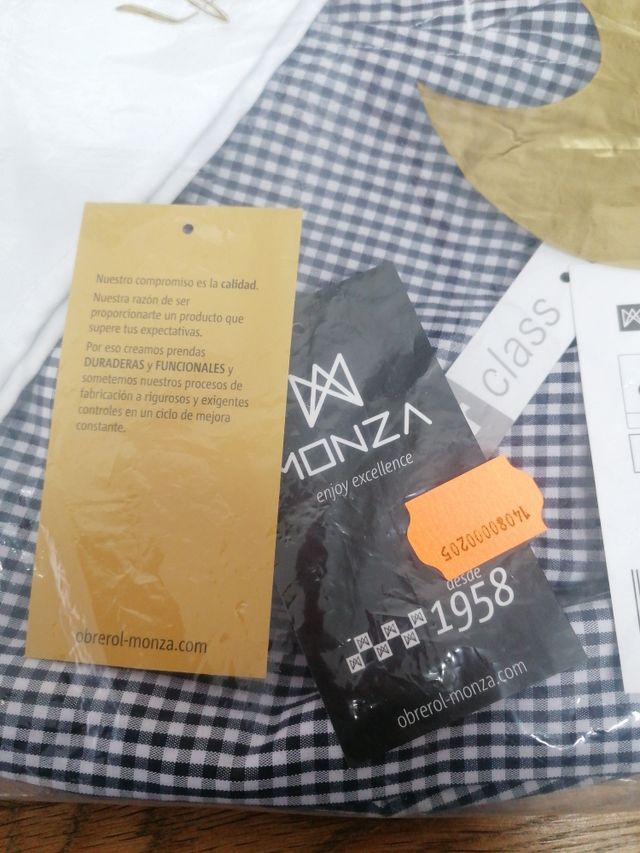 Nuestro compromiso es la calidad.
Nuestra razón de ser
proporcionarte un producto que
supere tus expectativas.
Por eso creamos prendas
DURADERAS y FUNCIONALES y
sometemos nuestros procesos de
fabricación a rigurosos y exigentes
controles en un ciclo de mejora
constante.
obrerol-monza.com
MONZA
enjoy excellence
14080000205
desde
1958
obrerol-monza.com
class